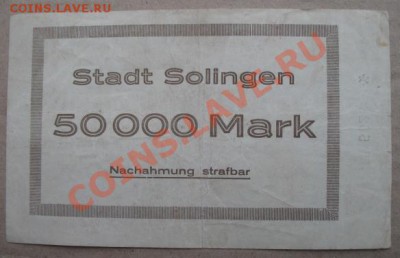 COINS.LAVE.RU
Stadt Solingen
50 000 Mark
Nachahmung strafbar
COINS.LAVE.RU
COINS.LAVE.RU